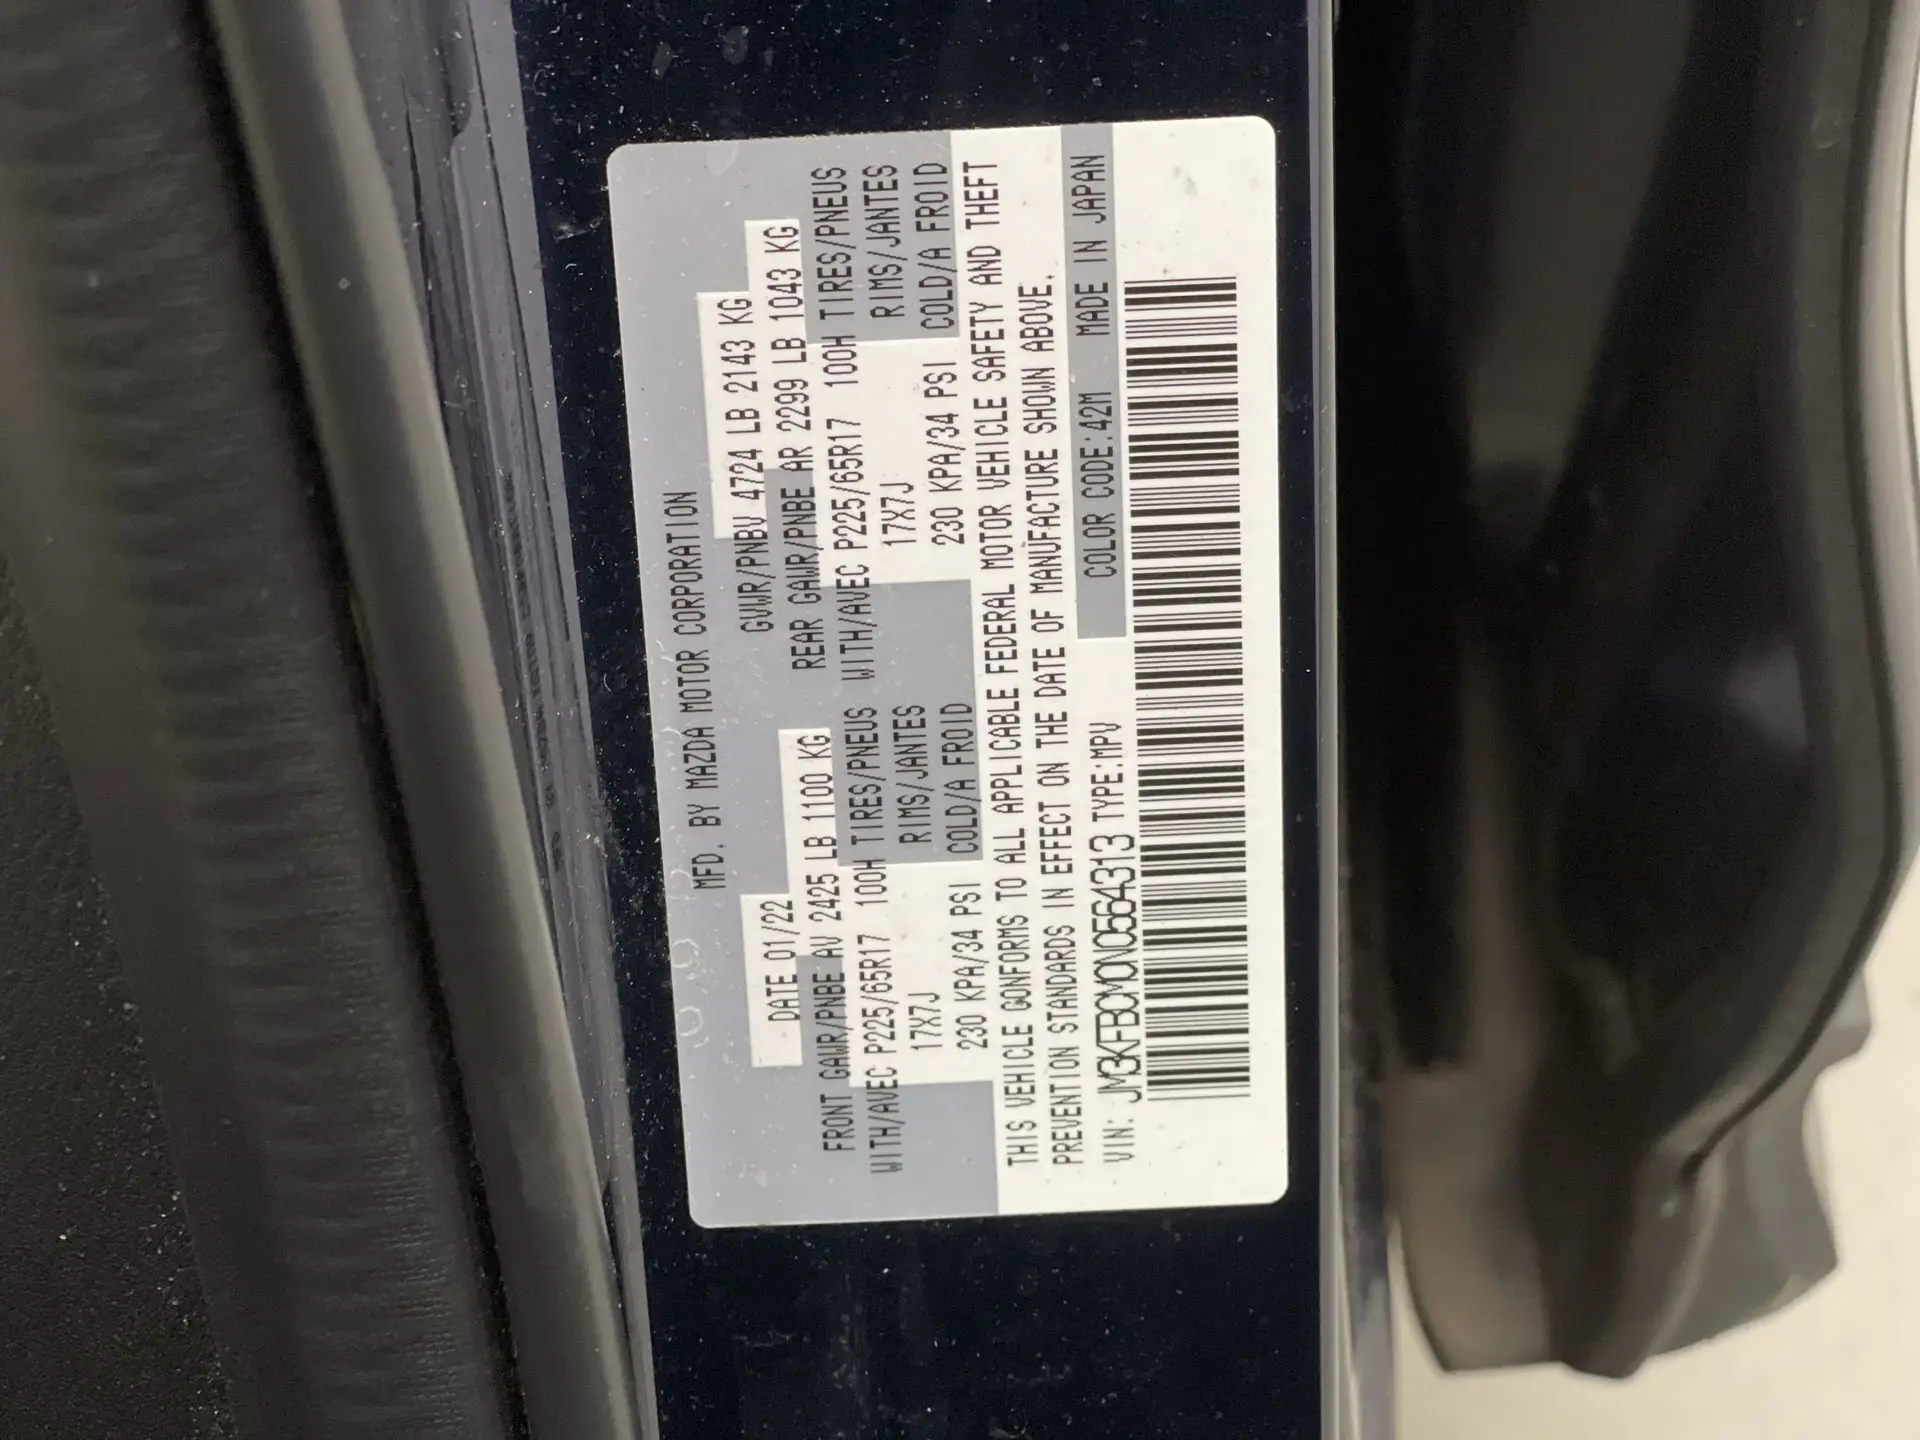 MFD. BY MAZDA MOTOR CORPORATION
DATE 01/22 GVWR/PNBV 4724 LB 2143 KG
FRONT GAWR/PNBE AV 2425 LB 1100 KG REAR GAWR/PNBE AR 2299 LB 1043 KG
WITH/AVEC P225/65R17 100H TIRES/PNEUS WITH/AVEC P225/65R17 100H TIRES/PNEUS
17X7J RIMS/JANTES 17X7J RIMS/JANTES
230 KPA/34 PSI COLD/A FROID 230 KPA/34 PSI COLD/A FROID
THIS VEHICLE CONFORMS TO ALL APPLICABLE FEDERAL MOTOR VEHICLE SAFETY AND THEFT
PREVENTION STANDARDS IN EFFECT ON THE DATE OF MANUFACTURE SHOWN ABOVE.
VIN: JM3KFBCM0N0564313 TYPE:MPV COLOR CODE:42M MADE IN JAPAN